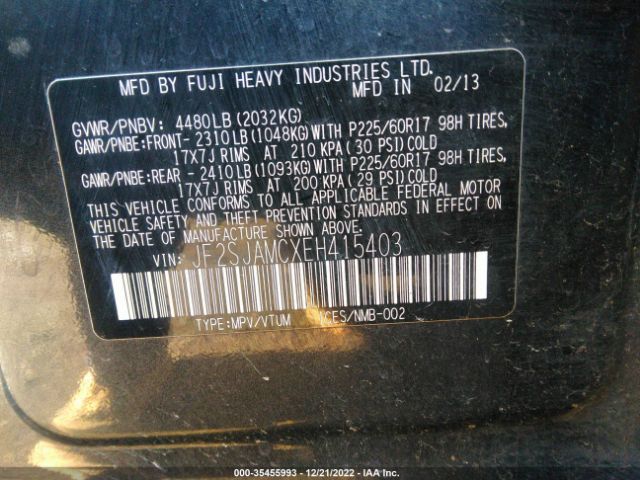 MFD BY FUJI HEAVY INDUSTRIES LTD.
MFD.IN 02/13
GVWR/PNBV: 4480LB(2032KG)
GAWR/PNBE:FRONT- 2310LB(1048KG)WITH P225/60R17 98H TIRES,
17X7J RIMS AT 210 KPA(30 PSI)COLD
GAWR/PNBE:REAR - 2410LB(1093KG)WITH P225/60R17 98H TIRES,
17X7J RIMS AT 200 KPA(29 PSI)COLD
THIS VEHICLE CONFORMS TO ALL APPLICABLE FEDERAL MOTOR
VEHICLE SAFETY AND THEFT PREVENTION STANDARDS IN EFFECT ON
THE DATE OF MANUFACTURE SHOWN ABOVE.
VIN: JF2SJAMCXEH415403
TYPE:MPV/VTUM ICES/NMB-002
000-35455993 - 12/21/2022 - IAA Inc.